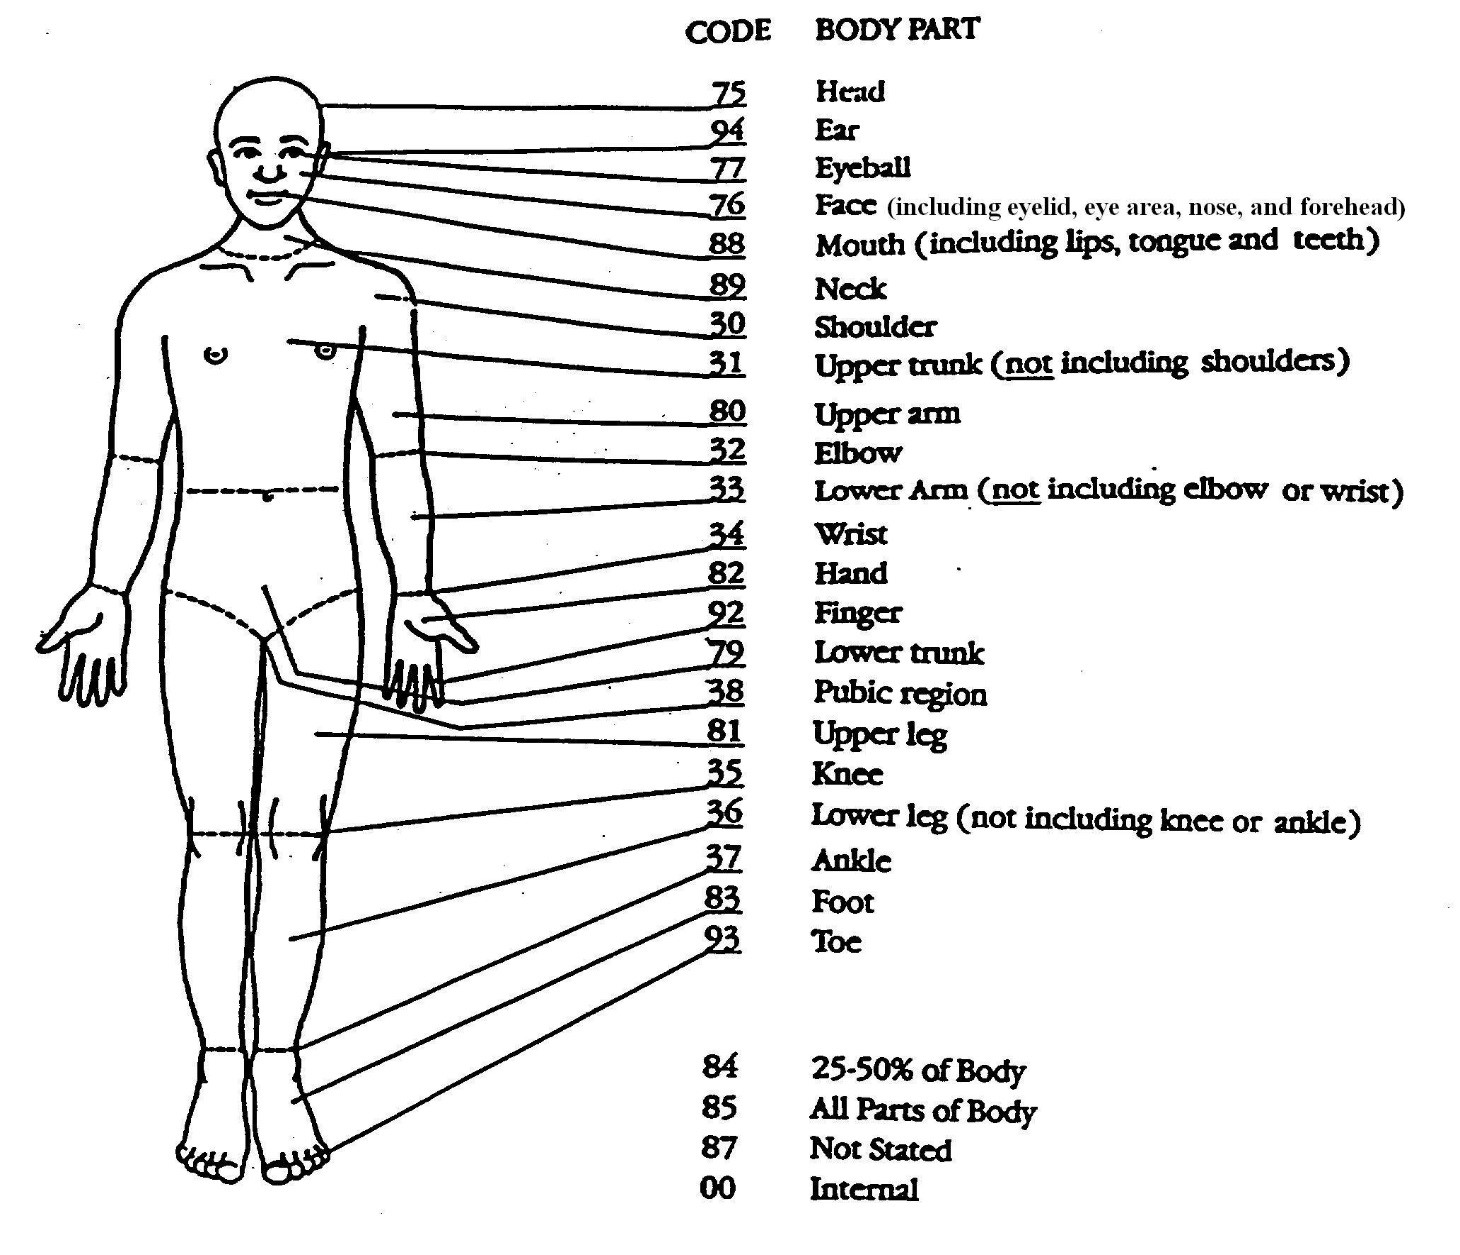 CODE BODY PART
75 Head
94 Ear
77 Eyeball
76 Face (including eyelid, eye area, nose, and forehead)
88 Mouth (including lips, tongue and teeth)
89 Neck
30 Shoulder
31 Upper trunk (not including shoulders)
80 Upper arm
32 Elbow
33 Lower Arm (not including elbow or wrist)
34 Wrist
82 Hand
92 Finger
79 Lower trunk
38 Pubic region
81 Upper leg
35 Knee
36 Lower leg (not including knee or ankle)
37 Ankle
83 Foot
93 Toe
84 25-50% of Body
85 All Parts of Body
87 Not Stated
00 Internal